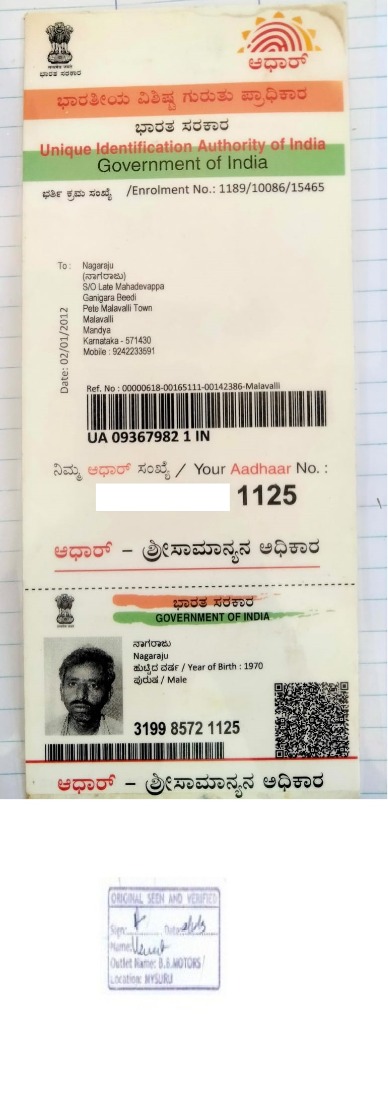 ಭಾರತ ಸರಕಾರ
ಆಧಾರ್
ಭಾರತೀಯ ವಿಶಿಷ್ಟ ಗುರುತು ಪ್ರಾಧಿಕಾರ
ಭಾರತ ಸರಕಾರ
Unique Identification Authority of India
Government of India
ಭರ್ತಿ ಕ್ರಮ ಸಂಖ್ಯೆ /Enrolment No.: 1189/10086/15465
To : Nagaraju
(ನಾಗರಾಜು)
S/O Late Mahadevappa
Ganigara Beedi
Pete Malavalli Town
Malavalli
Mandya
Karnataka - 571430
Mobile : 9242233591
Date: 02/01/2012
Ref. No : 00000618-00165111-00142386-Malavalli
UA 09367982 1 IN
ನಿಮ್ಮ ಆಧಾರ್ ಸಂಖ್ಯೆ / Your Aadhaar No. :
1125
ಆಧಾರ್ – ಶ್ರೀಸಾಮಾನ್ಯನ ಅಧಿಕಾರ
ಭಾರತ ಸರಕಾರ
GOVERNMENT OF INDIA
ನಾಗರಾಜು
Nagaraju
ಹುಟ್ಟಿದ ವರ್ಷ / Year of Birth : 1970
ಪುರುಷ / Male
3199 8572 1125
ಆಧಾರ್ – ಶ್ರೀಸಾಮಾನ್ಯನ ಅಧಿಕಾರ
ORIGINAL SEEN AND VERIFIED
Sign: Date:
Name:
Outlet Name: B.B.MOTORS
Location: MYSURU